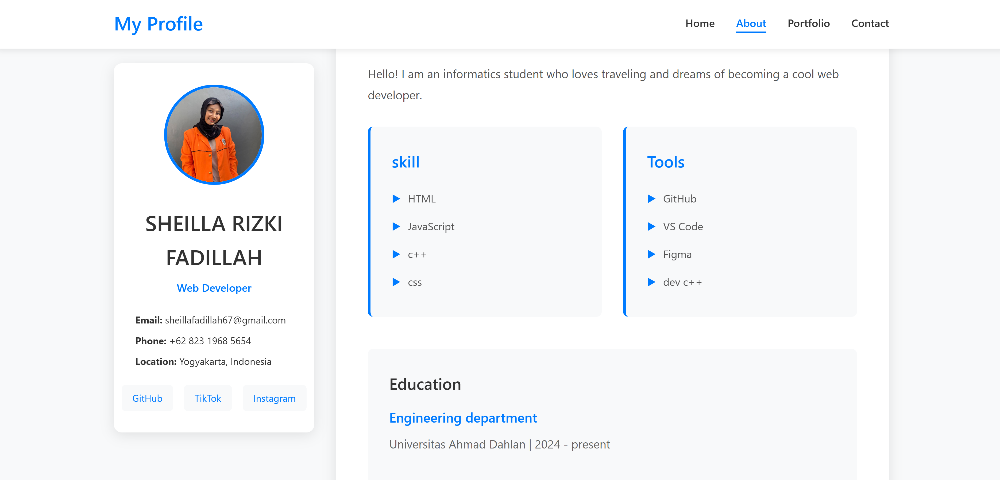 My Profile
Home About Portfolio Contact
SHEILLA RIZKI
FADILLAH
Web Developer
Email: sheillafadillah67@gmail.com
Phone: +62 823 1968 5654
Location: Yogyakarta, Indonesia
GitHub TikTok Instagram
Hello! I am an informatics student who loves traveling and dreams of becoming a cool web
developer.
skill
HTML
JavaScript
c++
css
Tools
GitHub
VS Code
Figma
dev c++
Education
Engineering department
Universitas Ahmad Dahlan | 2024 - present